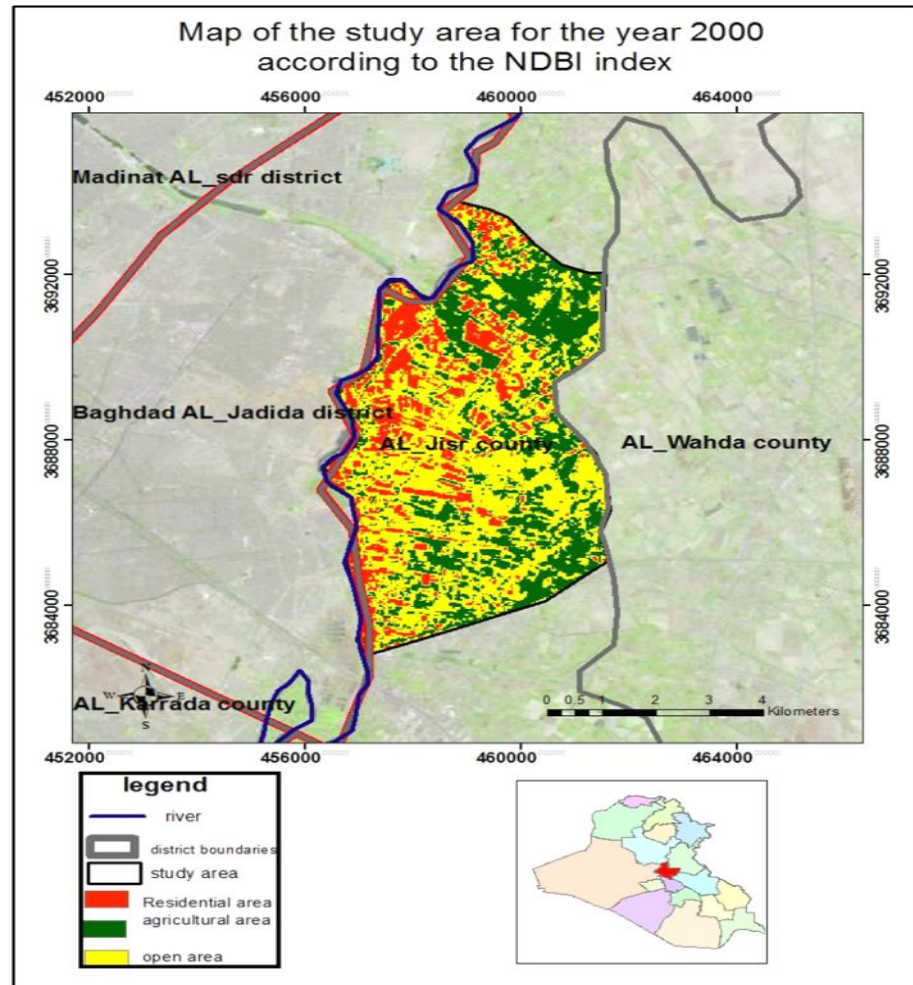 Map of the study area for the year 2000
according to the NDBI index
452000 456000 460000 464000
Madinat AL_sdr district
3692000 3692000
Baghdad AL_Jadida district
AL_Jisr county
AL_Wahda county
3688000 3688000
3684000 3684000
N
W E
S
AL_Karrada county
0 0.5 1 2 3 4
Kilometers
452000 456000 460000 464000
legend
river
district boundaries
study area
Residential area
agricultural area
open area